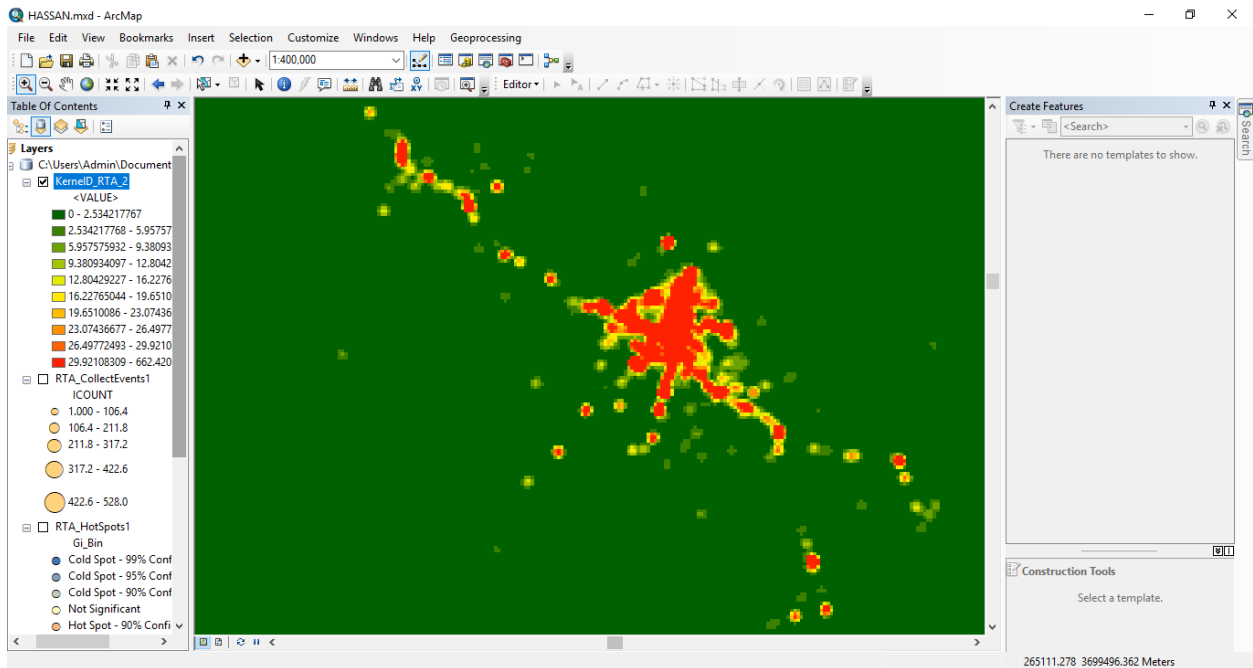 HASSAN.mxd - ArcMap
File Edit View Bookmarks Insert Selection Customize Windows Help Geoprocessing
1:400,000
Editor
Table Of Contents
Create Features
Search
Layers
<Search>
C:\Users\Admin\Document
There are no templates to show.
KernelD_RTA_2
<VALUE>
0 - 2.534217767
2.534217768 - 5.95757
5.957575932 - 9.38093
9.380934097 - 12.8042
12.80429227 - 16.2276
16.22765044 - 19.6510
19.6510086 - 23.07436
23.07436677 - 26.4977
26.49772493 - 29.9210
29.92108309 - 662.420
RTA_CollectEvents1
ICOUNT
1.000 - 106.4
106.4 - 211.8
211.8 - 317.2
317.2 - 422.6
422.6 - 528.0
RTA_HotSpots1
Gi_Bin
Cold Spot - 99% Conf
Cold Spot - 95% Conf
Cold Spot - 90% Conf
Not Significant
Hot Spot - 90% Confi
Construction Tools
Select a template.
265111.278 3699496.362 Meters